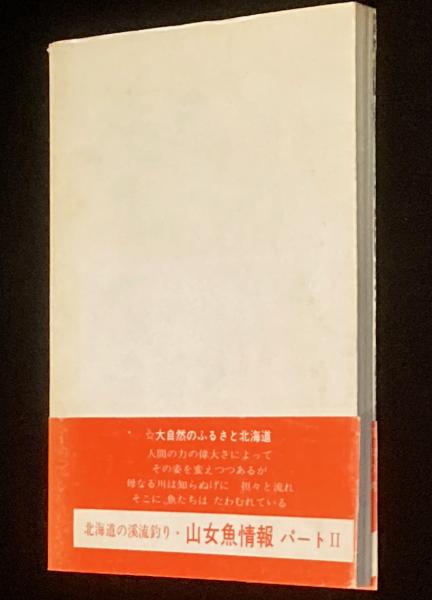 ☆大自然のふるさと北海道
人間の力の偉大さによって
その姿を変えつつあるが
母なる川は知らぬげに 担々と流れ
そこに、魚たちは たわむれている
北海道の渓流釣り・山女魚情報 パートⅡ